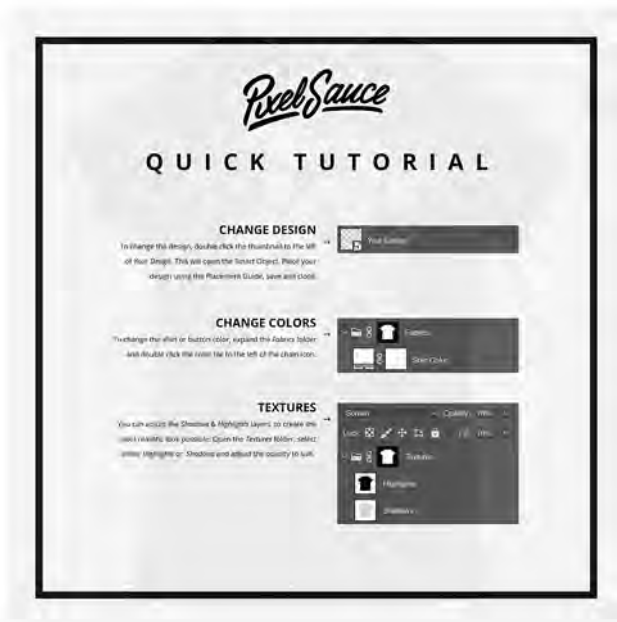 PixelSauce
QUICK TUTORIAL
CHANGE DESIGN
To change the design, double click the thumbnail to the left
of Your Design. This will open the Smart Object. Place your
design using the Placement Guide, save and close.
Your Design
CHANGE COLORS
To change the shirt or button color, expand the Fabrics folder
and double click the color tile to the left of the chain icon.
Fabrics
Shirt Color
TEXTURES
You can adjust the Shadow & Highlights layers, to create the
most realistic look possible. Open the Textures folder, select
either Highlights or Shadows and adjust the opacity to suit.
Screen
Opacity:
Lock:
Textures
Highlights
Shadows